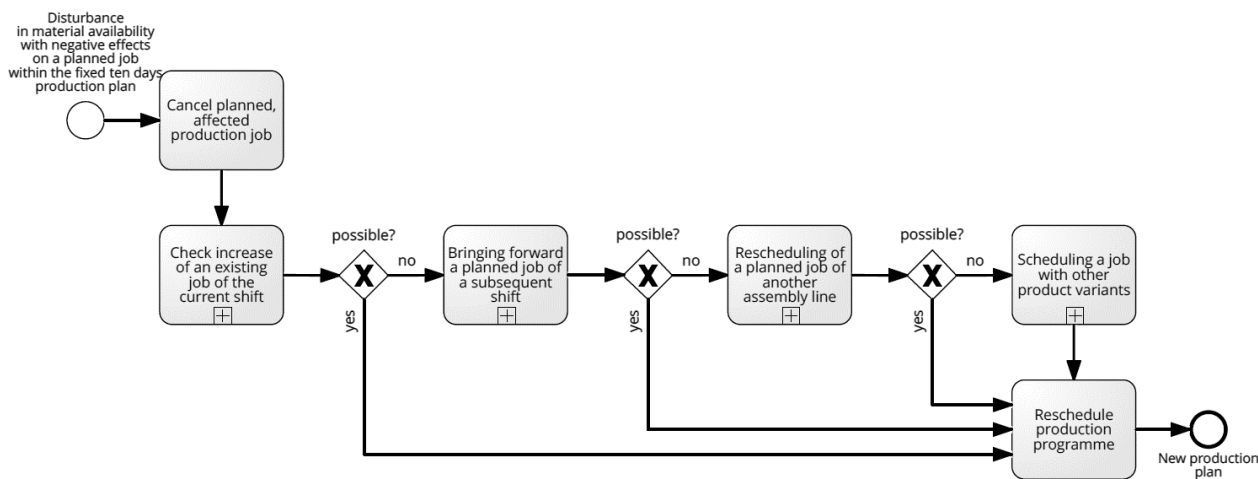 Disturbance
in material availability
with negative effects
on a planned job
within the fixed ten days
production plan
Cancel planned,
affected
production job
Check increase
of an existing
job of the
current shift
possible?
no
yes
Bringing forward
a planned job of
a subsequent
shift
possible?
no
yes
Rescheduling of
a planned job of
another
assembly line
possible?
no
yes
Scheduling a job
with other
product variants
Reschedule
production
programme
New production
plan